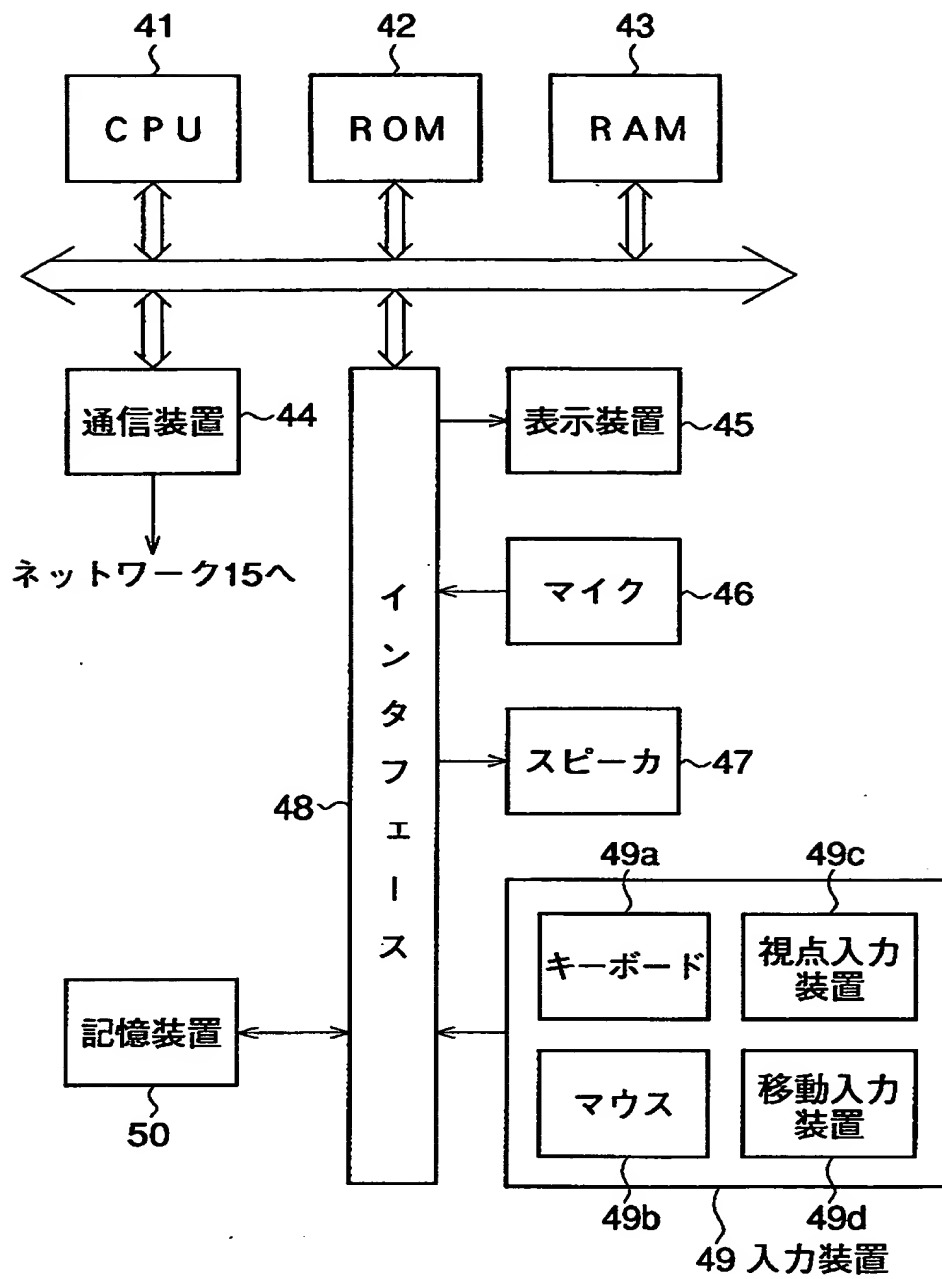 41
42
43
CPU
ROM
RAM
通信装置
44
表示装置
45
ネットワーク15へ
マイク
46
インタフェース
48
スピーカ
47
49a
49c
キーボード
視点入力
装置
記憶装置
50
マウス
移動入力
装置
49b
49d
49 入力装置